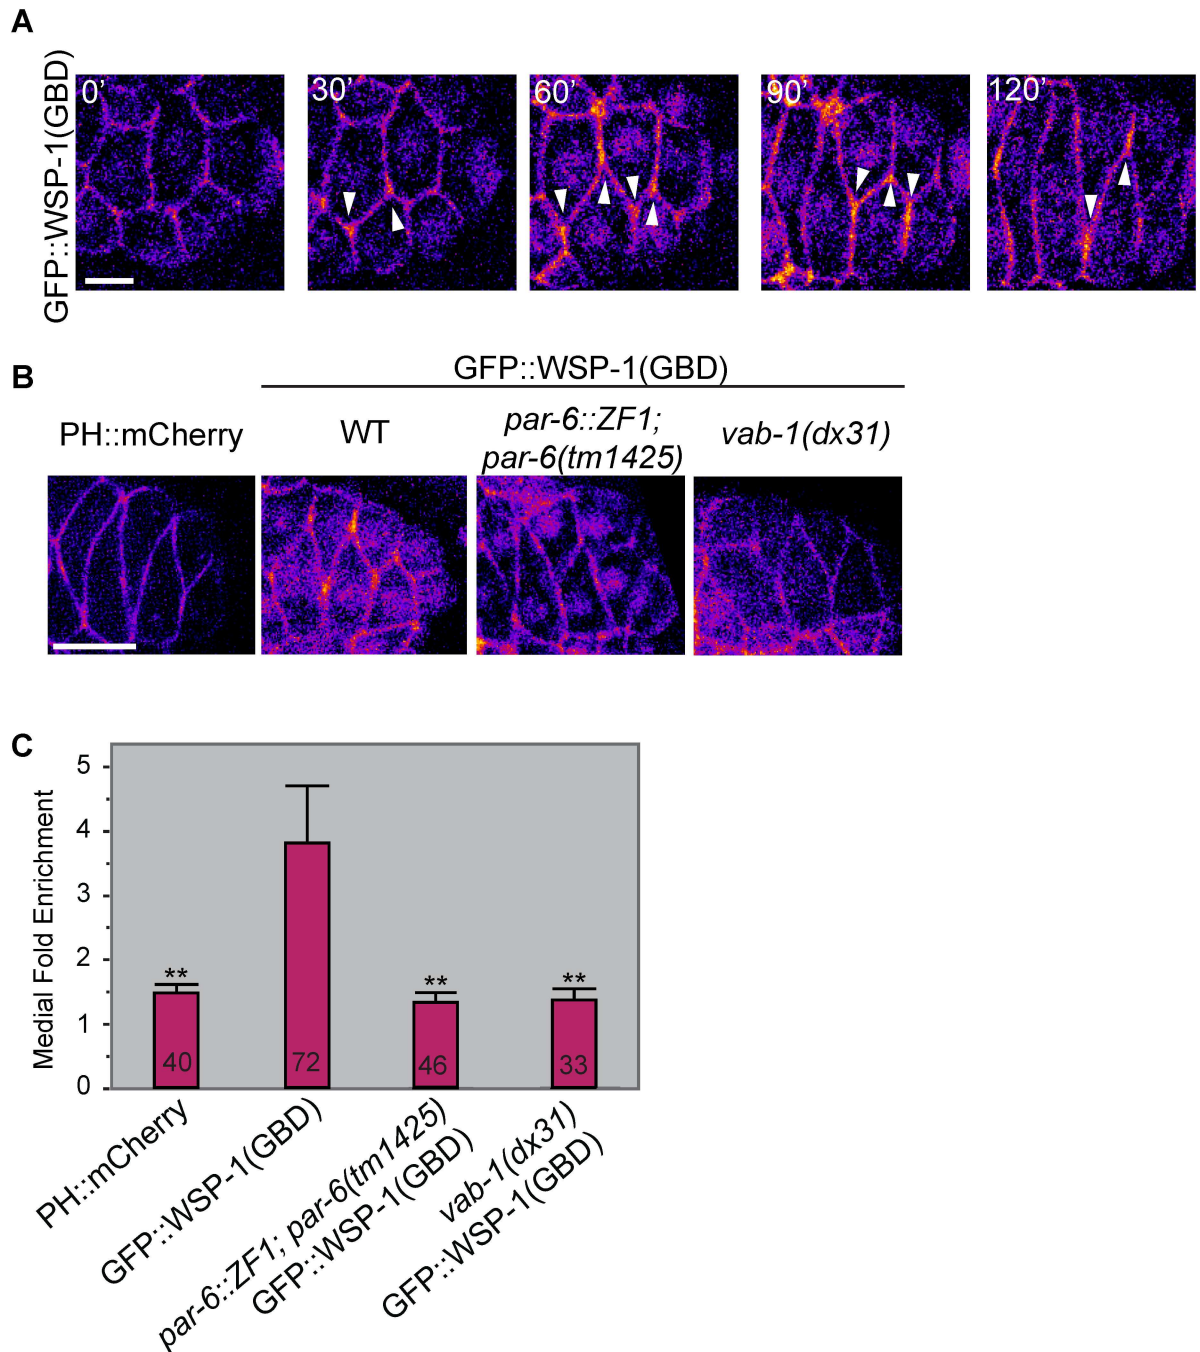 A
GFP::WSP-1(GBD)
0’
30’
60’
90’
120’
B
GFP::WSP-1(GBD)
PH::mCherry
WT
par-6::ZF1;
par-6(tm1425)
vab-1(dx31)
C
Medial Fold Enrichment
5
4
3
2
1
0
**
**
**
40
72
46
33
PH::mCherry
GFP::WSP-1(GBD)
par-6::ZF1; par-6(tm1425)
GFP::WSP-1(GBD)
vab-1(dx31)
GFP::WSP-1(GBD)